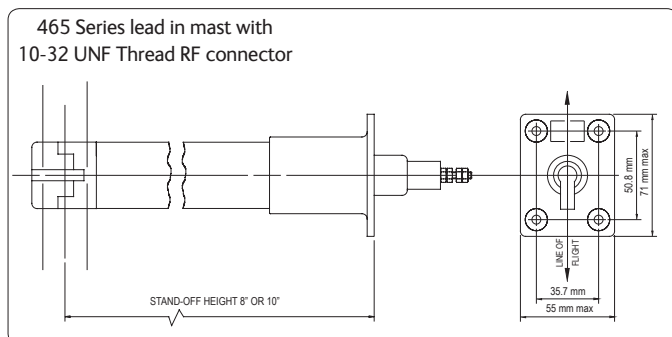 465 Series lead in mast with
10-32 UNF Thread RF connector
STAND-OFF HEIGHT 8" OR 10"
50.8 mm
71 mm max
LINE OF
FLIGHT
35.7 mm
55 mm max